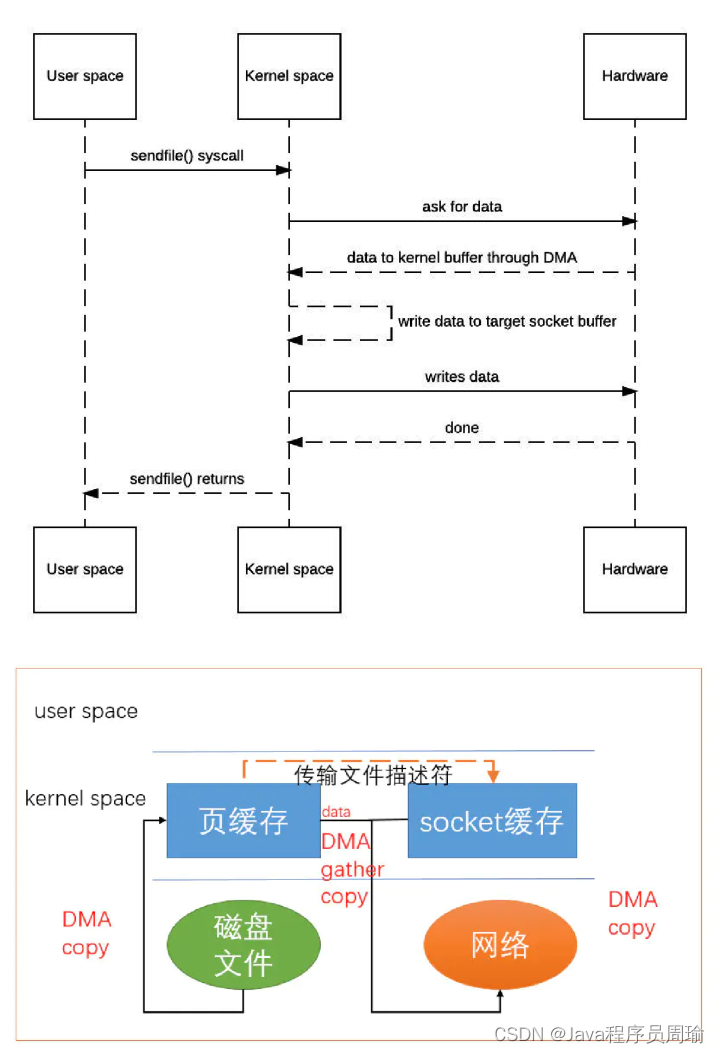 User space
Kernel space
Hardware
sendfile() syscall
ask for data
data to kernel buffer through DMA
write data to target socket buffer
writes data
done
sendfile() returns
User space
Kernel space
Hardware
user space
传输文件描述符
kernel space
页缓存
data
socket缓存
DMA
gather
copy
DMA
copy
磁盘
文件
网络
DMA
copy
CSDN @Java程序员周瑜